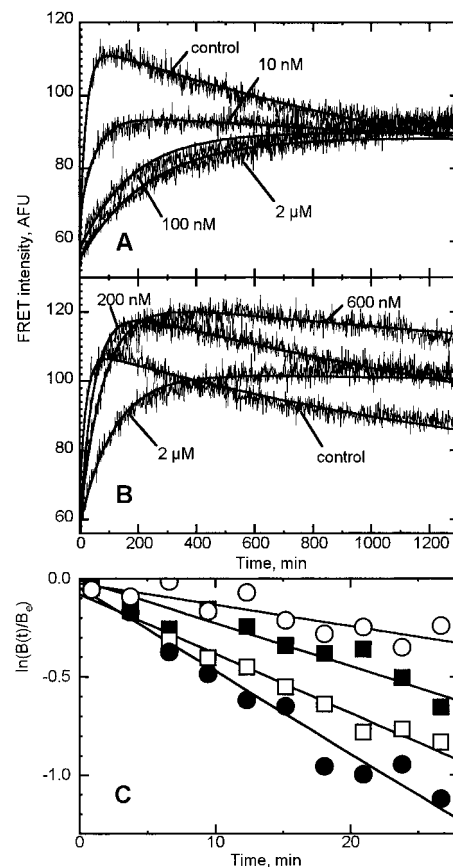 control
10 nM
100 nM
2 µM
A
120
100
80
60
FRET intensity, AFU
200 nM
600 nM
2 µM
control
B
120
100
80
60
0 200 400 600 800 1000 1200
Time, min
0.0
-0.5
-1.0
ln(B(t)/B₀)
C
0 10 20
Time, min